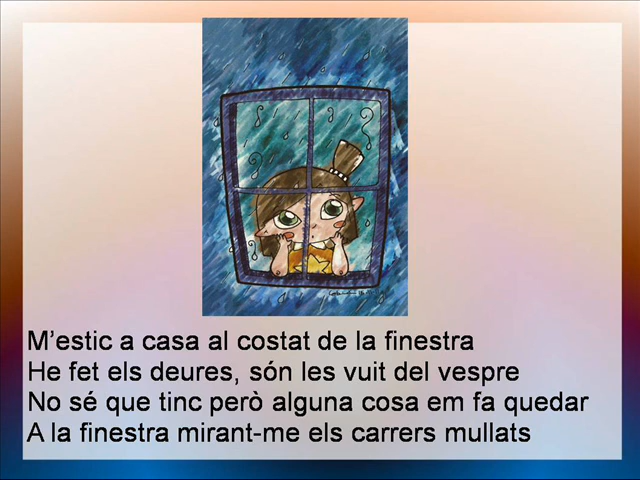 M'estic a casa al costat de la finestra
He fet els deures, són les vuit del vespre
No sé que tinc però alguna cosa em fa quedar
A la finestra mirant-me els carrers mullats